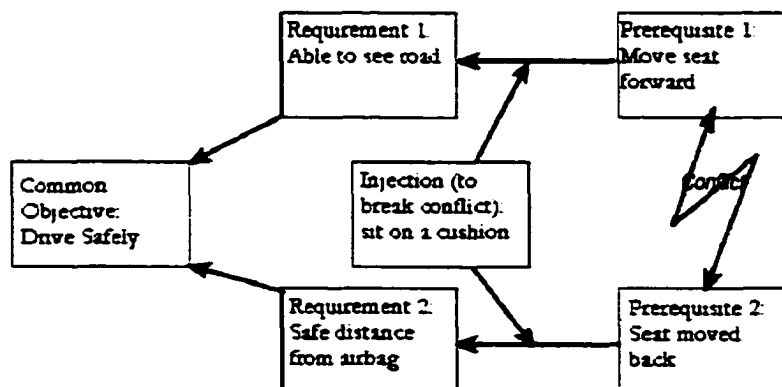 Requirement 1:
Able to see road
Prerequisite 1:
Move seat
forward
Common
Objective:
Drive Safely
Injection (to
break conflict):
sit on a cushion
Conflict
Requirement 2:
Safe distance
from airbag
Prerequisite 2:
Seat moved
back